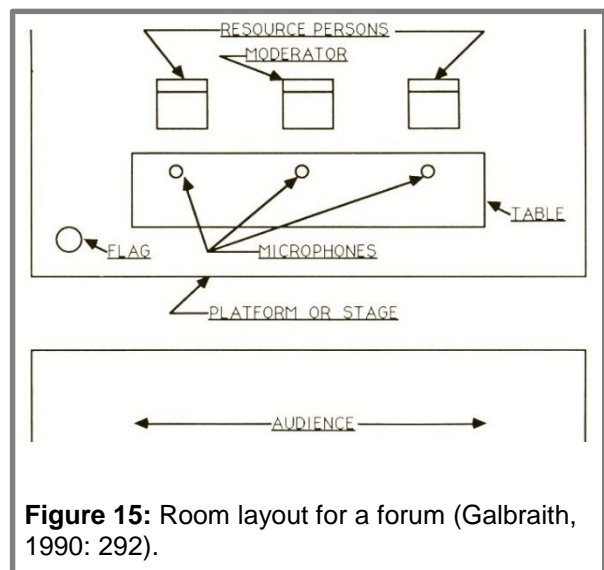 RESOURCE PERSONS
MODERATOR
TABLE
FLAG
MICROPHONES
PLATFORM OR STAGE
AUDIENCE
Figure 15: Room layout for a forum (Galbraith,
1990: 292).